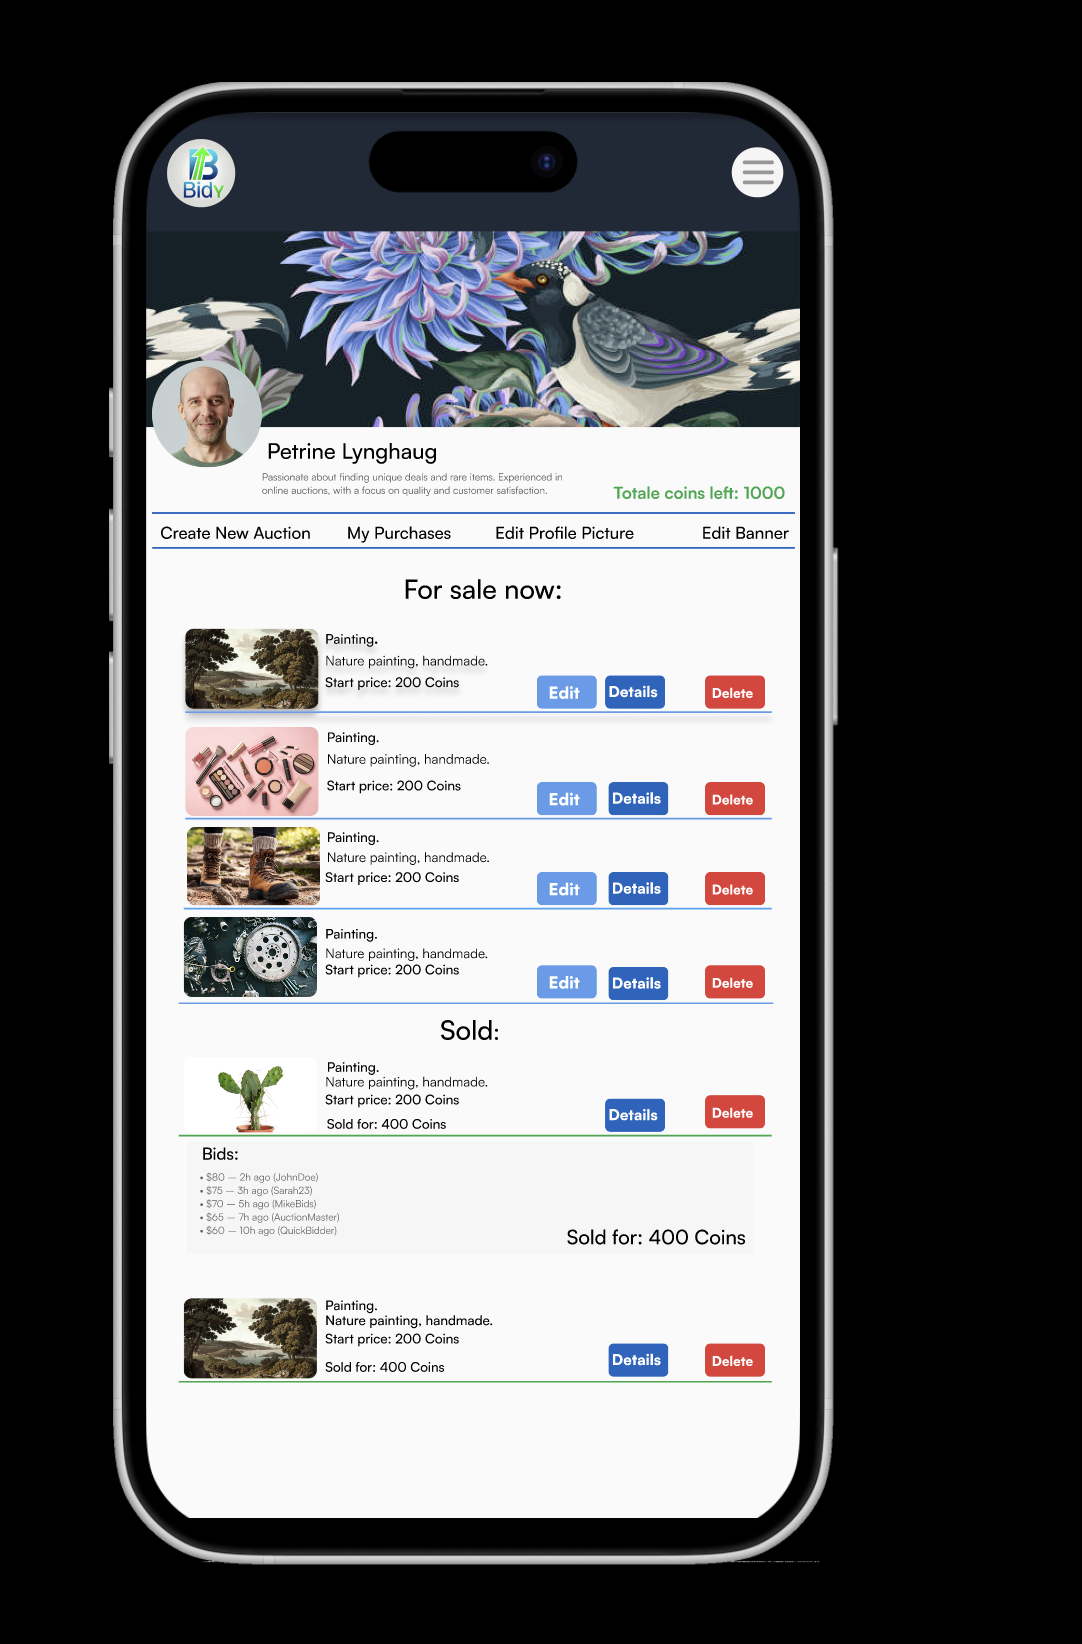 Bidy
Petrine Lynghaug
Passionate about finding unique deals and rare items. Experienced in
online auctions, with a focus on quality and customer satisfaction.
Totale coins left: 1000
Create New Auction My Purchases Edit Profile Picture Edit Banner
For sale now:
Painting.
Nature painting, handmade.
Start price: 200 Coins
Edit Details Delete
Painting.
Nature painting, handmade.
Start price: 200 Coins
Edit Details Delete
Painting.
Nature painting, handmade.
Start price: 200 Coins
Edit Details Delete
Painting.
Nature painting, handmade.
Start price: 200 Coins
Edit Details Delete
Sold:
Painting.
Nature painting, handmade.
Start price: 200 Coins
Sold for: 400 Coins
Details Delete
Bids:
• $80 — 2h ago (JohnDoe)
• $75 — 3h ago (Sarah23)
• $70 — 5h ago (MikeBids)
• $65 — 7h ago (AuctionMaster)
• $60 — 10h ago (QuickBidder)
Sold for: 400 Coins
Painting.
Nature painting, handmade.
Start price: 200 Coins
Sold for: 400 Coins
Details Delete